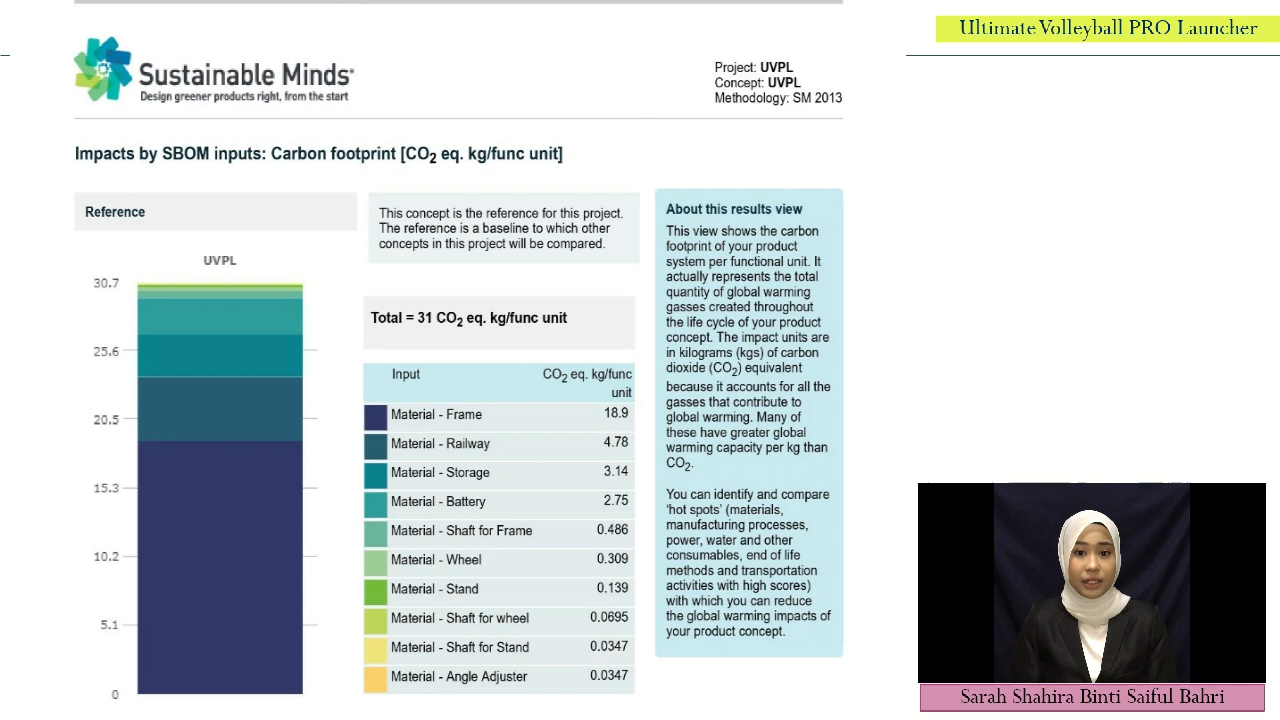 Ultimate Volleyball PRO Launcher
Sustainable Minds®
Design greener products right, from the start
Project: UVPL
Concept: UVPL
Methodology: SM 2013
Impacts by SBOM inputs: Carbon footprint [CO2 eq. kg/func unit]
Reference
This concept is the reference for this project.
The reference is a baseline to which other
concepts in this project will be compared.
UVPL
30.7
25.6
20.5
15.3
10.2
5.1
0
Total = 31 CO2 eq. kg/func unit
Input CO2 eq. kg/func
unit
Material - Frame 18.9
Material - Railway 4.78
Material - Storage 3.14
Material - Battery 2.75
Material - Shaft for Frame 0.486
Material - Wheel 0.309
Material - Stand 0.139
Material - Shaft for wheel 0.0695
Material - Shaft for Stand 0.0347
Material - Angle Adjuster 0.0347
About this results view
This view shows the carbon
footprint of your product
system per functional unit. It
actually represents the total
quantity of global warming
gasses created throughout
the life cycle of your product
concept. The impact units are
in kilograms (kgs) of carbon
dioxide (CO2) equivalent
because it accounts for all the
gasses that contribute to
global warming. Many of
these have greater global
warming capacity per kg than
CO2.
You can identify and compare
'hot spots' (materials,
manufacturing processes,
power, water and other
consumables, end of life
methods and transportation
activities with high scores)
with which you can reduce
the global warming impacts of
your product concept.
Sarah Shahira Binti Saiful Bahri